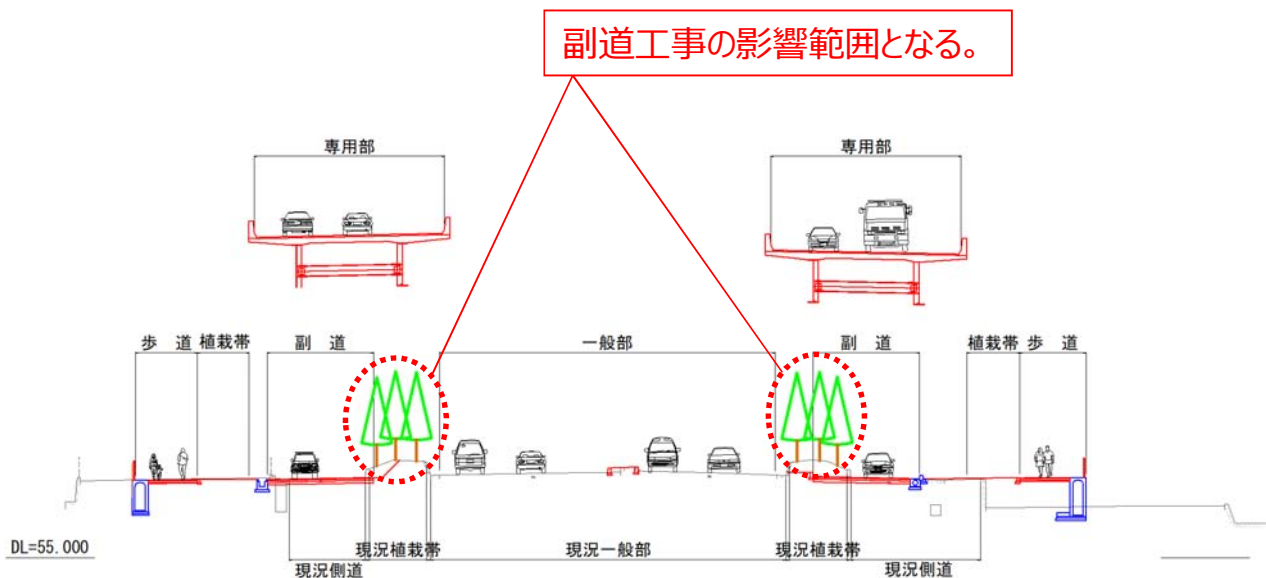 副道工事の影響範囲となる。
専用部 専用部
歩 道 植栽帯 副 道 一般部 副 道 植栽帯 歩 道
DL=55.000
現況植栽帯 現況一般部 現況植栽帯
現況側道 現況側道